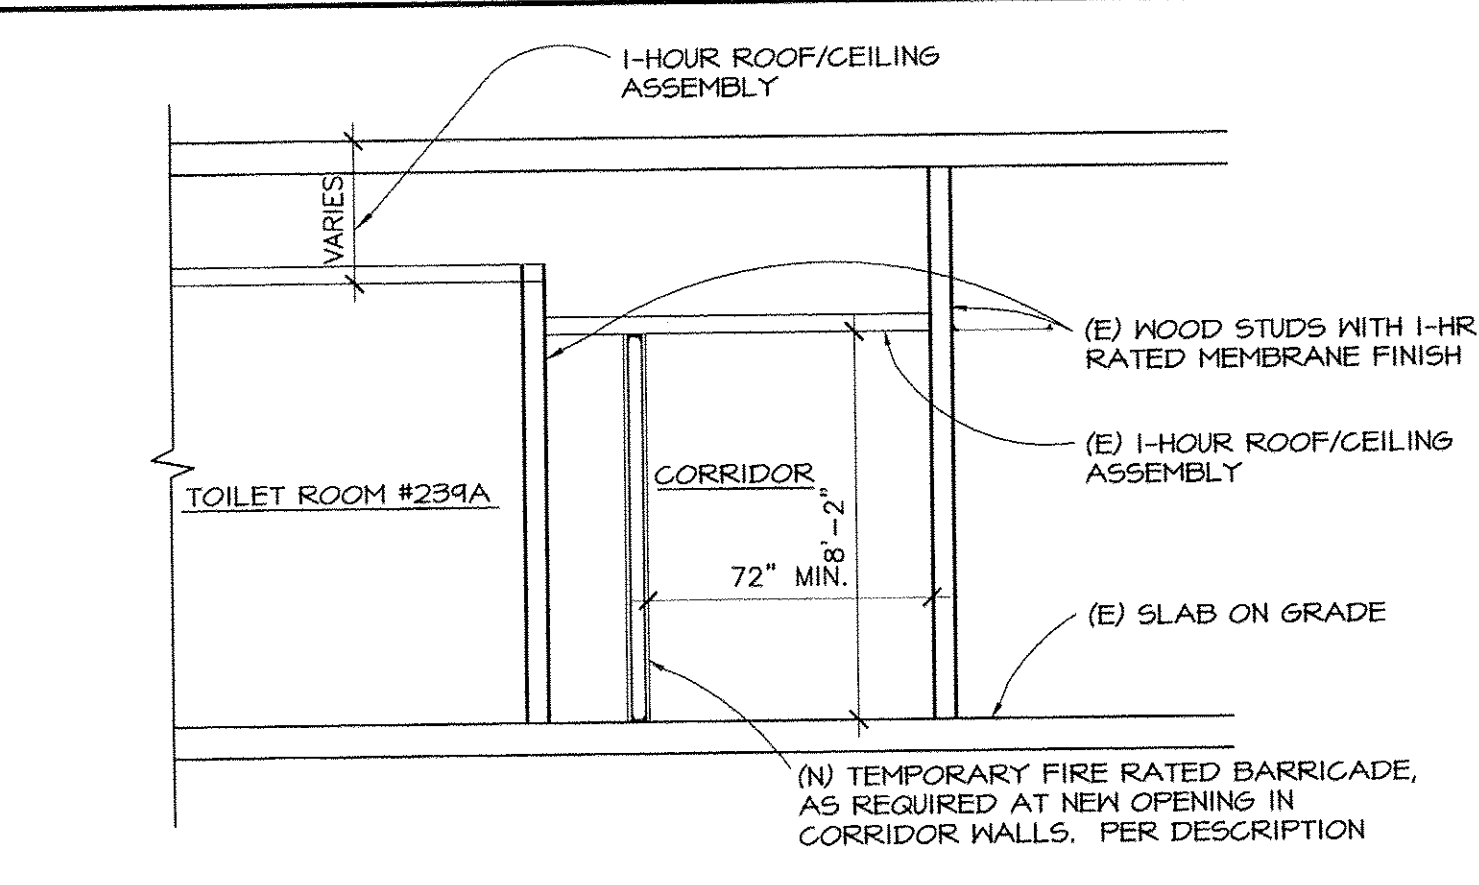 1-HOUR ROOF/CEILING
ASSEMBLY
VARIES
(E) WOOD STUDS WITH 1-HR
RATED MEMBRANE FINISH
(E) 1-HOUR ROOF/CEILING
ASSEMBLY
TOILET ROOM #239A
CORRIDOR
8'-2"
72" MIN.
(E) SLAB ON GRADE
(N) TEMPORARY FIRE RATED BARRICADE,
AS REQUIRED AT NEW OPENING IN
CORRIDOR WALLS. PER DESCRIPTION